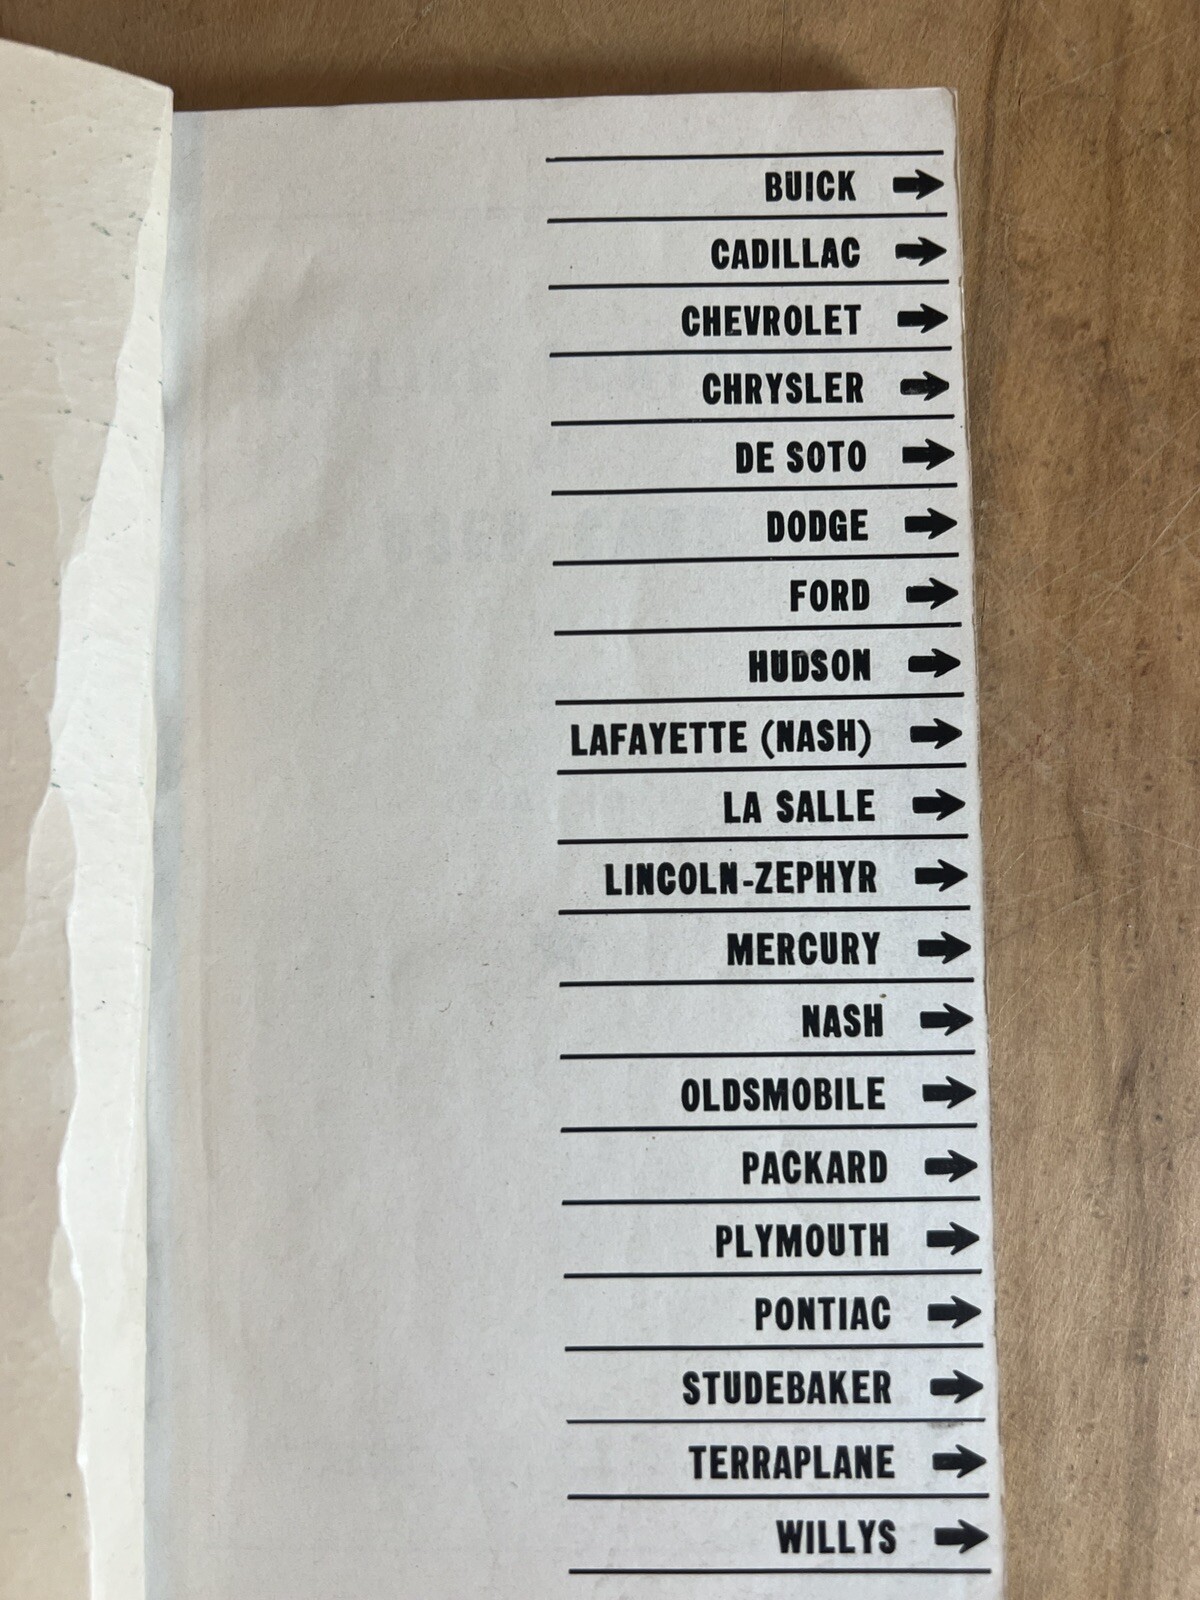 BUICK
CADILLAC
CHEVROLET
CHRYSLER
DE SOTO
DODGE
FORD
HUDSON
LAFAYETTE (NASH)
LA SALLE
LINCOLN-ZEPHYR
MERCURY
NASH
OLDSMOBILE
PACKARD
PLYMOUTH
PONTIAC
STUDEBAKER
TERRAPLANE
WILLYS